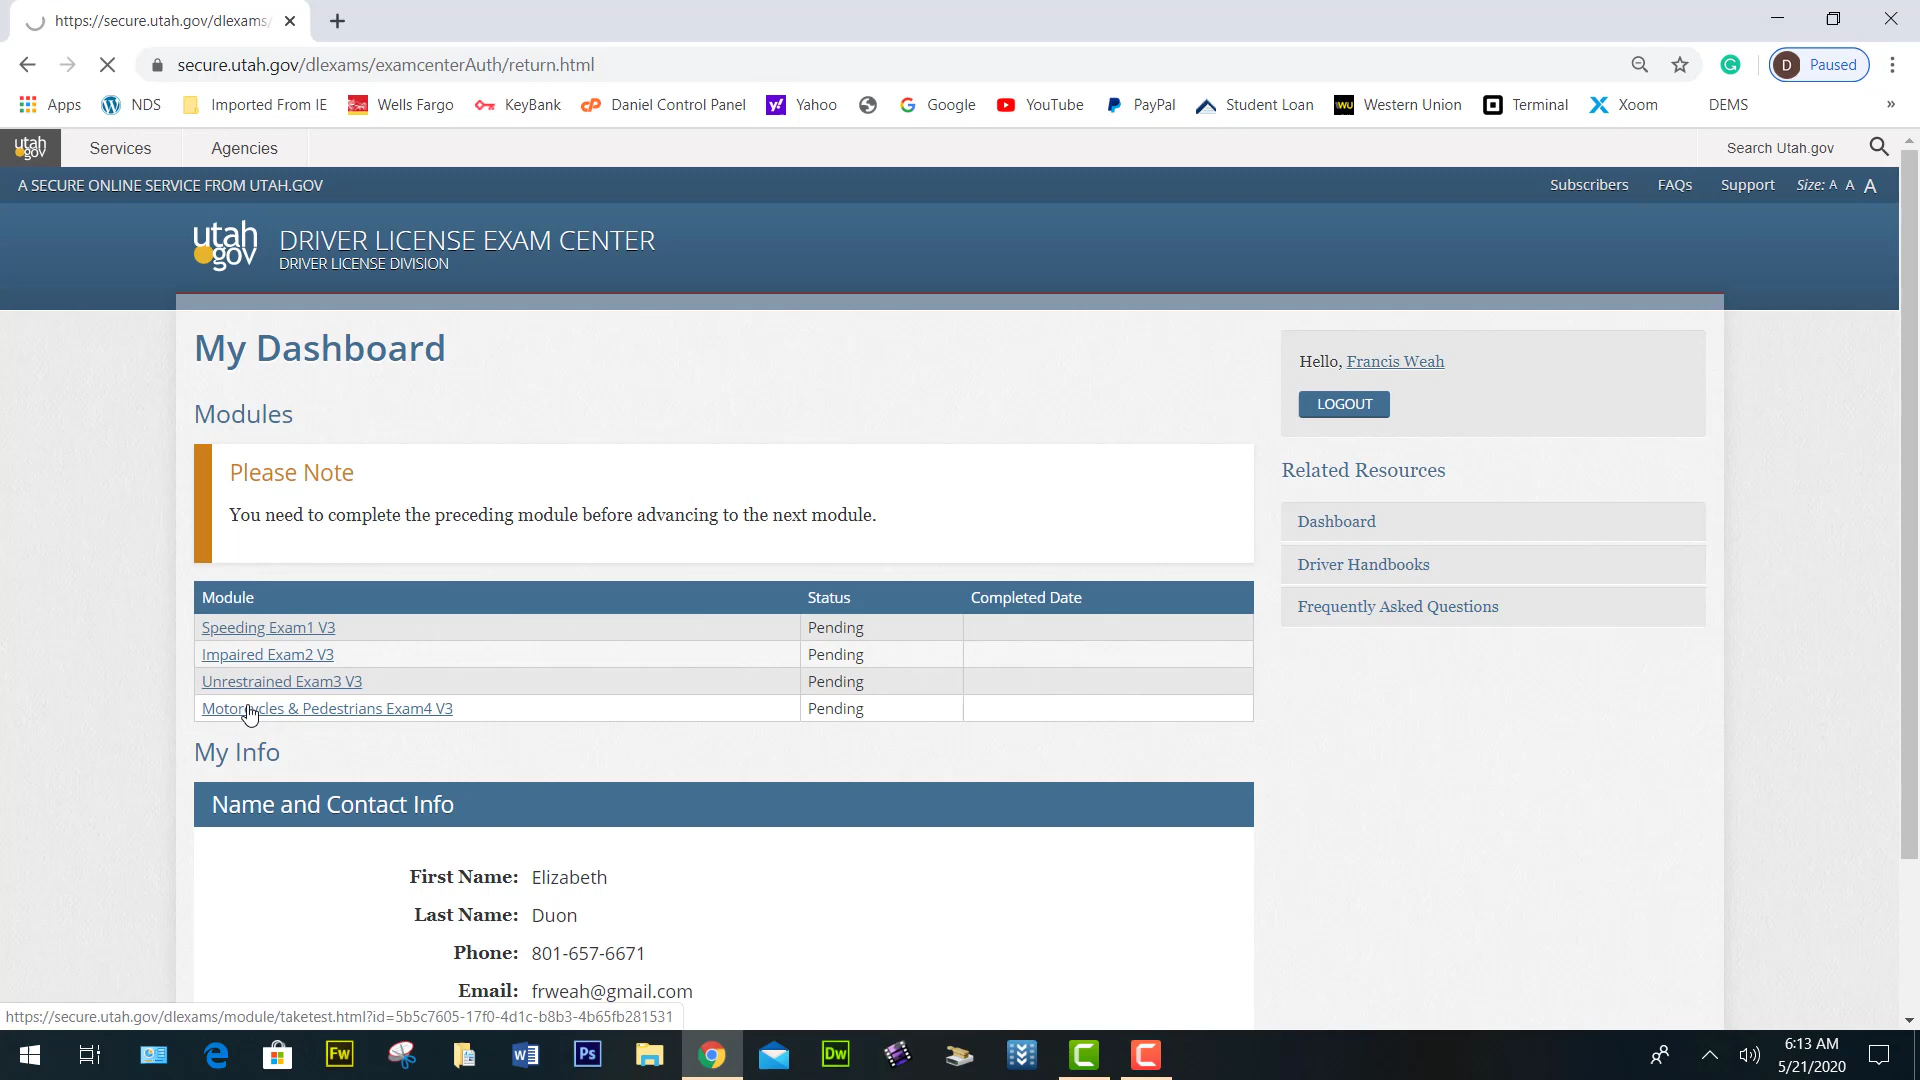 https://secure.utah.gov/dlexams/
secure.utah.gov/dlexams/examcenterAuth/return.html
D Paused
Apps NDS Imported From IE Wells Fargo KeyBank Daniel Control Panel Yahoo Google YouTube PayPal Student Loan Western Union Terminal Xoom DEMS »
utah gov Services Agencies Search Utah.gov
A SECURE ONLINE SERVICE FROM UTAH.GOV Subscribers FAQs Support Size: A A A
utah gov DRIVER LICENSE EXAM CENTER
DRIVER LICENSE DIVISION
My Dashboard
Hello, Francis Weah
LOGOUT
Modules
Please Note
You need to complete the preceding module before advancing to the next module.
Related Resources
Dashboard
Driver Handbooks
Frequently Asked Questions
Module Status Completed Date
Speeding Exam1 V3 Pending
Impaired Exam2 V3 Pending
Unrestrained Exam3 V3 Pending
Motorcycles & Pedestrians Exam4 V3 Pending
My Info
Name and Contact Info
First Name: Elizabeth
Last Name: Duon
Phone: 801-657-6671
Email: frweah@gmail.com
https://secure.utah.gov/dlexams/module/taketest.html?id=5b5c7605-17f0-4d1c-b8b3-4b65fb281531
Fw W Ps Dw C C
6:13 AM
5/21/2020